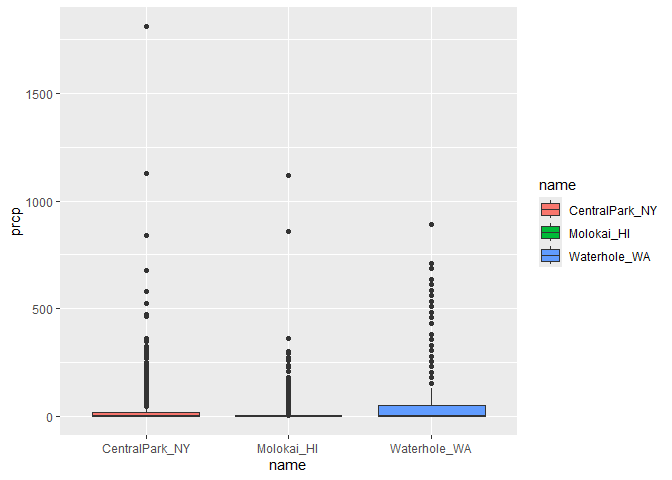 1500
1000
500
0
prcp
CentralPark_NY
Molokai_HI
Waterhole_WA
name
name
CentralPark_NY
Molokai_HI
Waterhole_WA